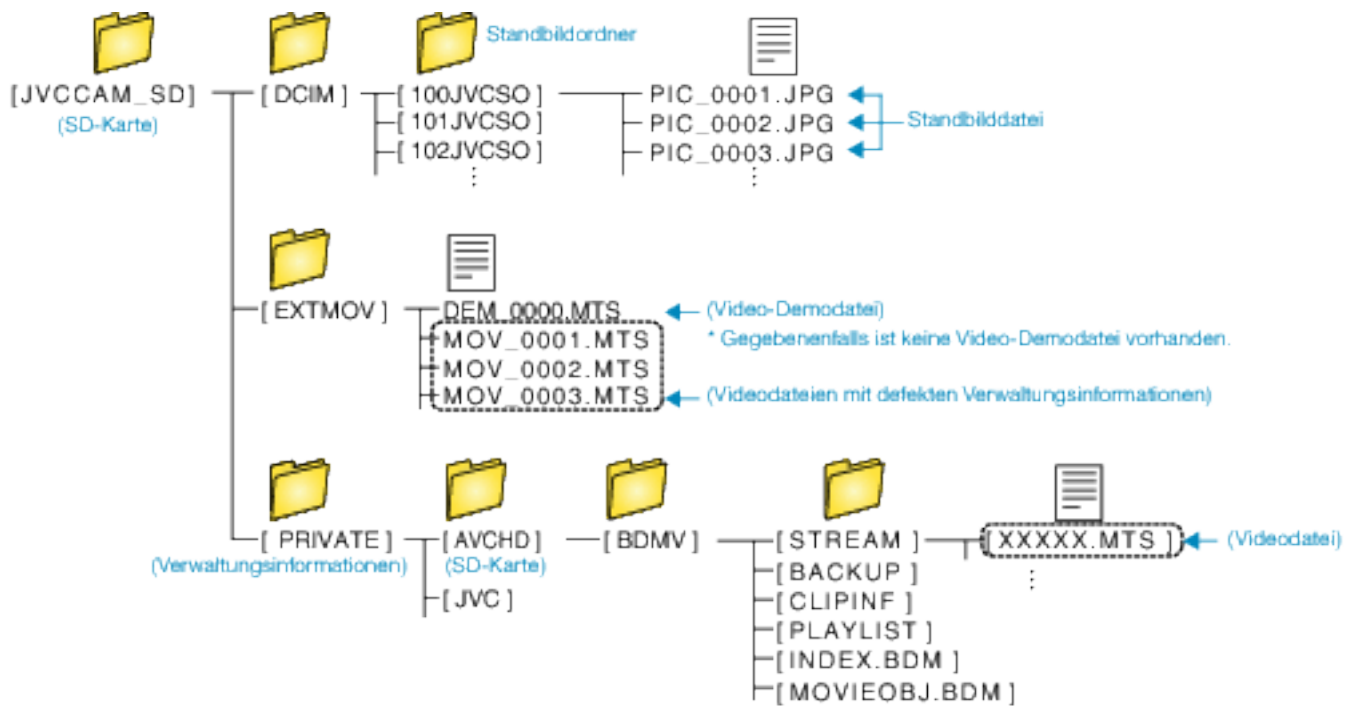 Standbildordner
[JVCCAM_SD] [DCIM] [100JVCSO] PIC_0001.JPG
(SD-Karte) [101JVCSO] PIC_0002.JPG Standbilddatei
[102JVCSO] PIC_0003.JPG
[EXTMOV] DEM_0000.MTS (Video-Demodatei)
MOV_0001.MTS * Gegebenenfalls ist keine Video-Demodatei vorhanden.
MOV_0002.MTS
MOV_0003.MTS (Videodateien mit defekten Verwaltungsinformationen)
[PRIVATE] [AVCHD] [BDMV] [STREAM] [XXXXX.MTS] (Videodatei)
(Verwaltungsinformationen) (SD-Karte) [BACKUP]
[JVC] [CLIPINF]
[PLAYLIST]
[INDEX.BDM]
[MOVIEOBJ.BDM]